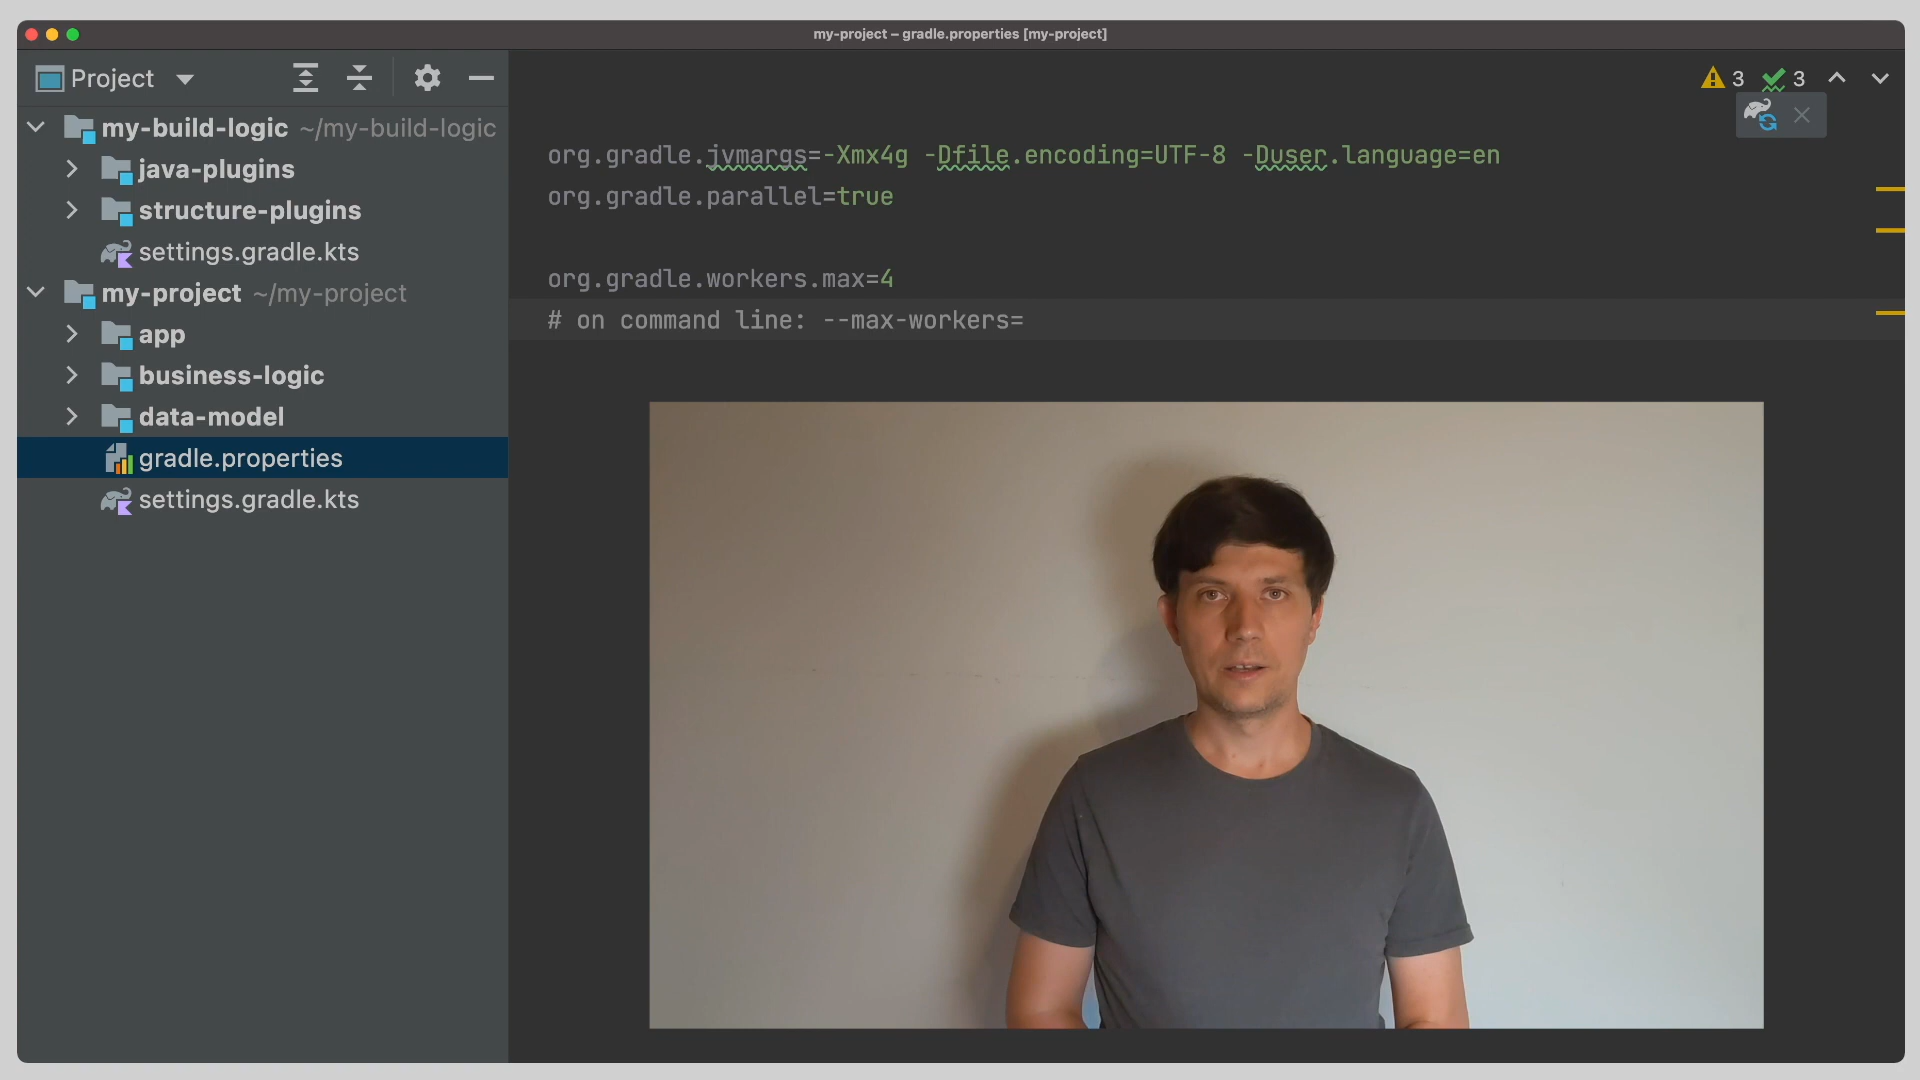 my-project – gradle.properties [my-project]
Project
my-build-logic ~/my-build-logic
java-plugins
structure-plugins
settings.gradle.kts
my-project ~/my-project
app
business-logic
data-model
gradle.properties
settings.gradle.kts
3 3
org.gradle.jvmargs=-Xmx4g -Dfile.encoding=UTF-8 -Duser.language=en
org.gradle.parallel=true
org.gradle.workers.max=4
# on command line: --max-workers=